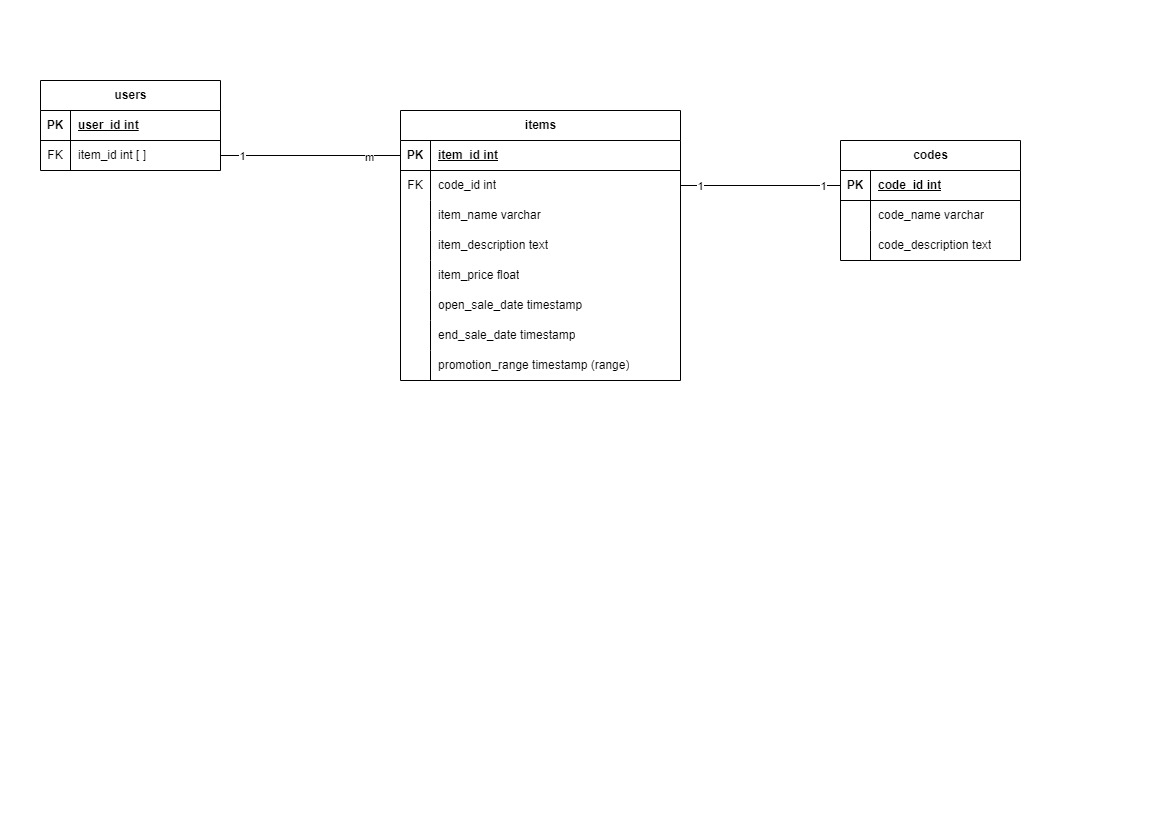 users
PK user_id int
FK item_id int [ ]
1 m
items
PK item_id int
FK code_id int
item_name varchar
item_description text
item_price float
open_sale_date timestamp
end_sale_date timestamp
promotion_range timestamp (range)
1 1
codes
PK code_id int
code_name varchar
code_description text